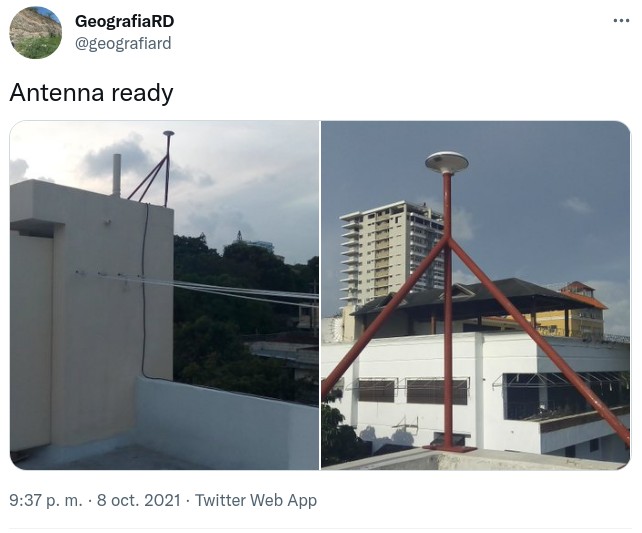 GeografiaRD
@geografiard
Antenna ready
9:37 p. m. · 8 oct. 2021 · Twitter Web App